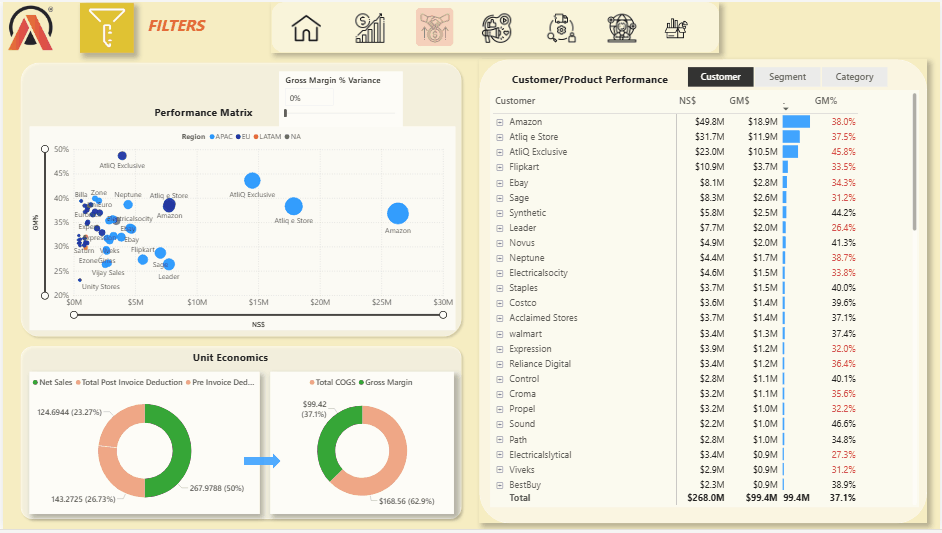 FILTERS
Gross Margin % Variance
0%
Performance Matrix
Region APAC EU LATAM NA
50%
45%
40%
35%
30%
25%
20%
GM%
AtliQ Exclusive
Billa Zone Neptune Atliq e Store AtliQ Exclusive
Amazon Atliq e Store Amazon
Ebay
Flipkart
Viveks
Sage
Leader
Vijay Sales
Unity Stores
$0M $5M $10M $15M $20M $25M $30M
NS$
Unit Economics
Net Sales Total Post Invoice Deduction Pre Invoice Ded...
124.6944 (23.27%)
143.2725 (26.73%)
267.9788 (50%)
Total COGS Gross Margin
$99.42
(37.1%)
$168.56 (62.9%)
Customer/Product Performance Customer Segment Category
Customer NS$ GM$ . GM%
Amazon $49.8M $18.9M 38.0%
Atliq e Store $31.7M $11.9M 37.5%
AtliQ Exclusive $23.0M $10.5M 45.8%
Flipkart $10.9M $3.7M 33.5%
Ebay $8.1M $2.8M 34.3%
Sage $8.3M $2.6M 31.2%
Synthetic $5.8M $2.5M 44.2%
Leader $7.7M $2.0M 26.4%
Novus $4.9M $2.0M 41.3%
Neptune $4.4M $1.7M 38.7%
Electricalsocity $4.6M $1.5M 33.8%
Staples $3.7M $1.5M 40.0%
Costco $3.6M $1.4M 39.6%
Acclaimed Stores $3.7M $1.4M 37.1%
walmart $3.4M $1.3M 37.4%
Expression $3.9M $1.2M 32.0%
Reliance Digital $3.4M $1.2M 36.4%
Control $2.8M $1.1M 40.1%
Croma $3.2M $1.1M 35.6%
Propel $3.2M $1.0M 32.2%
Sound $2.2M $1.0M 46.6%
Path $2.8M $1.0M 34.8%
Electricalslytical $3.4M $0.9M 27.3%
Viveks $2.9M $0.9M 31.2%
BestBuy $2.3M $0.9M 38.9%
Total $268.0M $99.4M 99.4M 37.1%